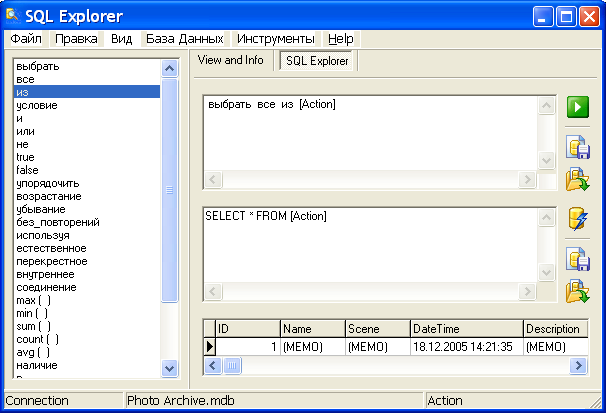 SQL Explorer
Файл Правка Вид База Данных Инструменты Help
выбрать
все
из
условие
и
или
не
true
false
упорядочить
возрастание
убывание
без_повторений
используя
естественное
перекрестное
внутреннее
соединение
max ( )
min ( )
sum ( )
count ( )
avg ( )
наличие
View and Info SQL Explorer
выбрать все из [Action]
SELECT * FROM [Action]
ID Name Scene DateTime Description
1 (MEMO) (MEMO) 18.12.2005 14:21:35 (MEMO)
Connection Photo Archive.mdb Action